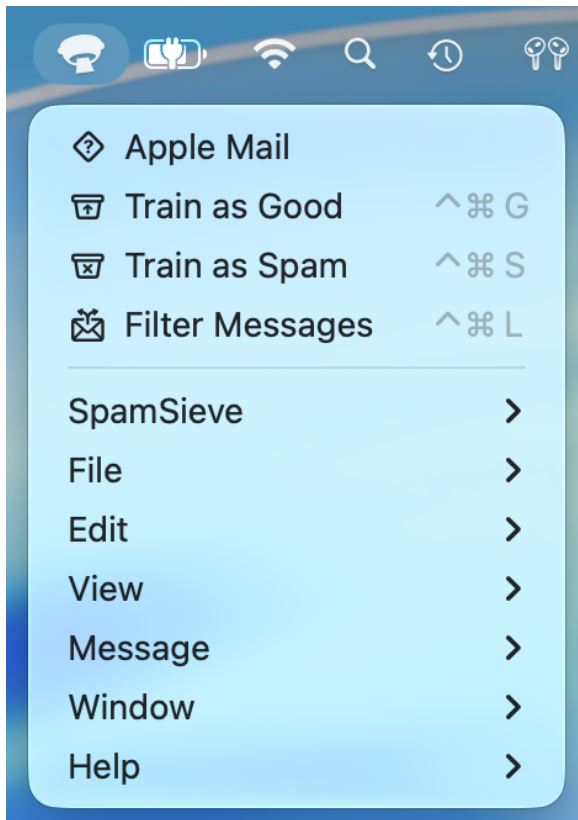 Apple Mail
Train as Good ^⌘ G
Train as Spam ^⌘ S
Filter Messages ^⌘ L
SpamSieve
File
Edit
View
Message
Window
Help